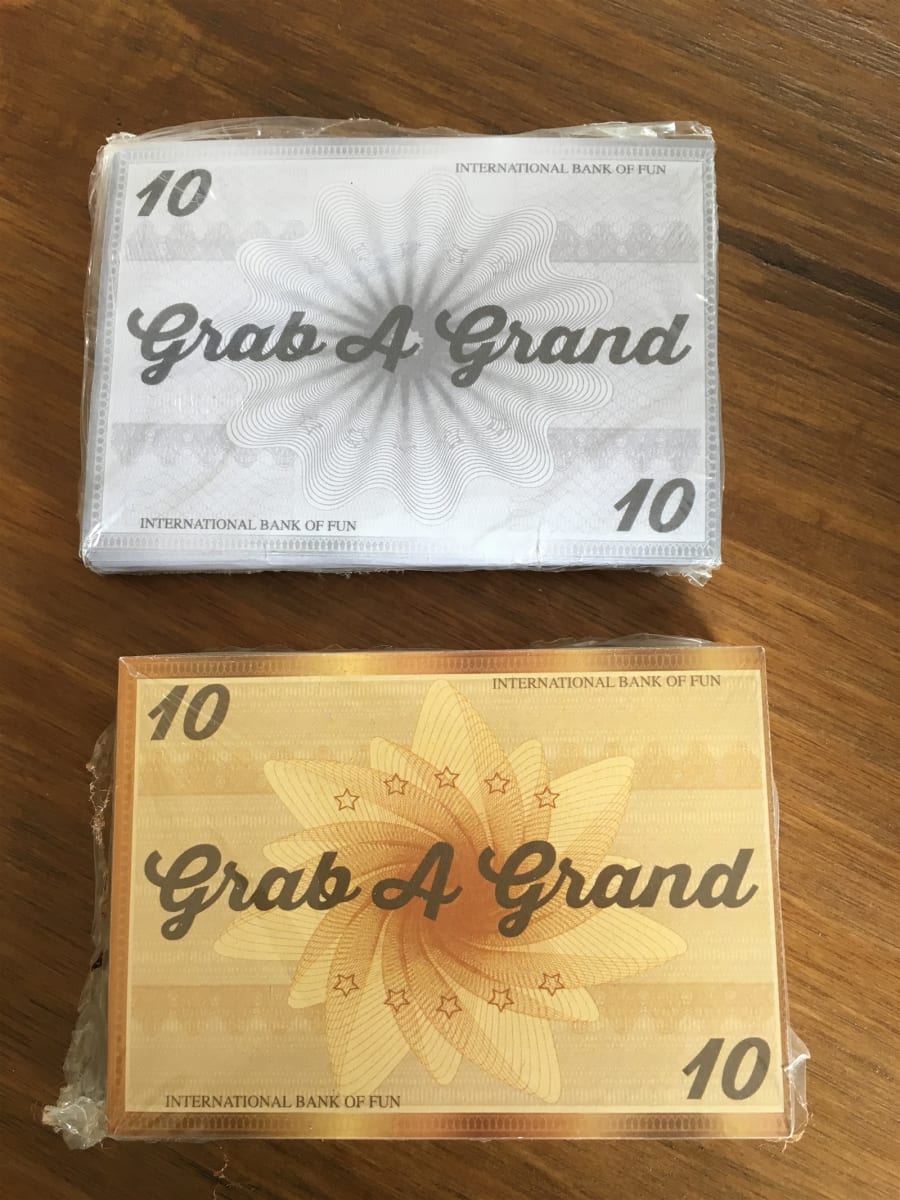 INTERNATIONAL BANK OF FUN
10
Grab A Grand
10
INTERNATIONAL BANK OF FUN
INTERNATIONAL BANK OF FUN
10
Grab A Grand
10
INTERNATIONAL BANK OF FUN